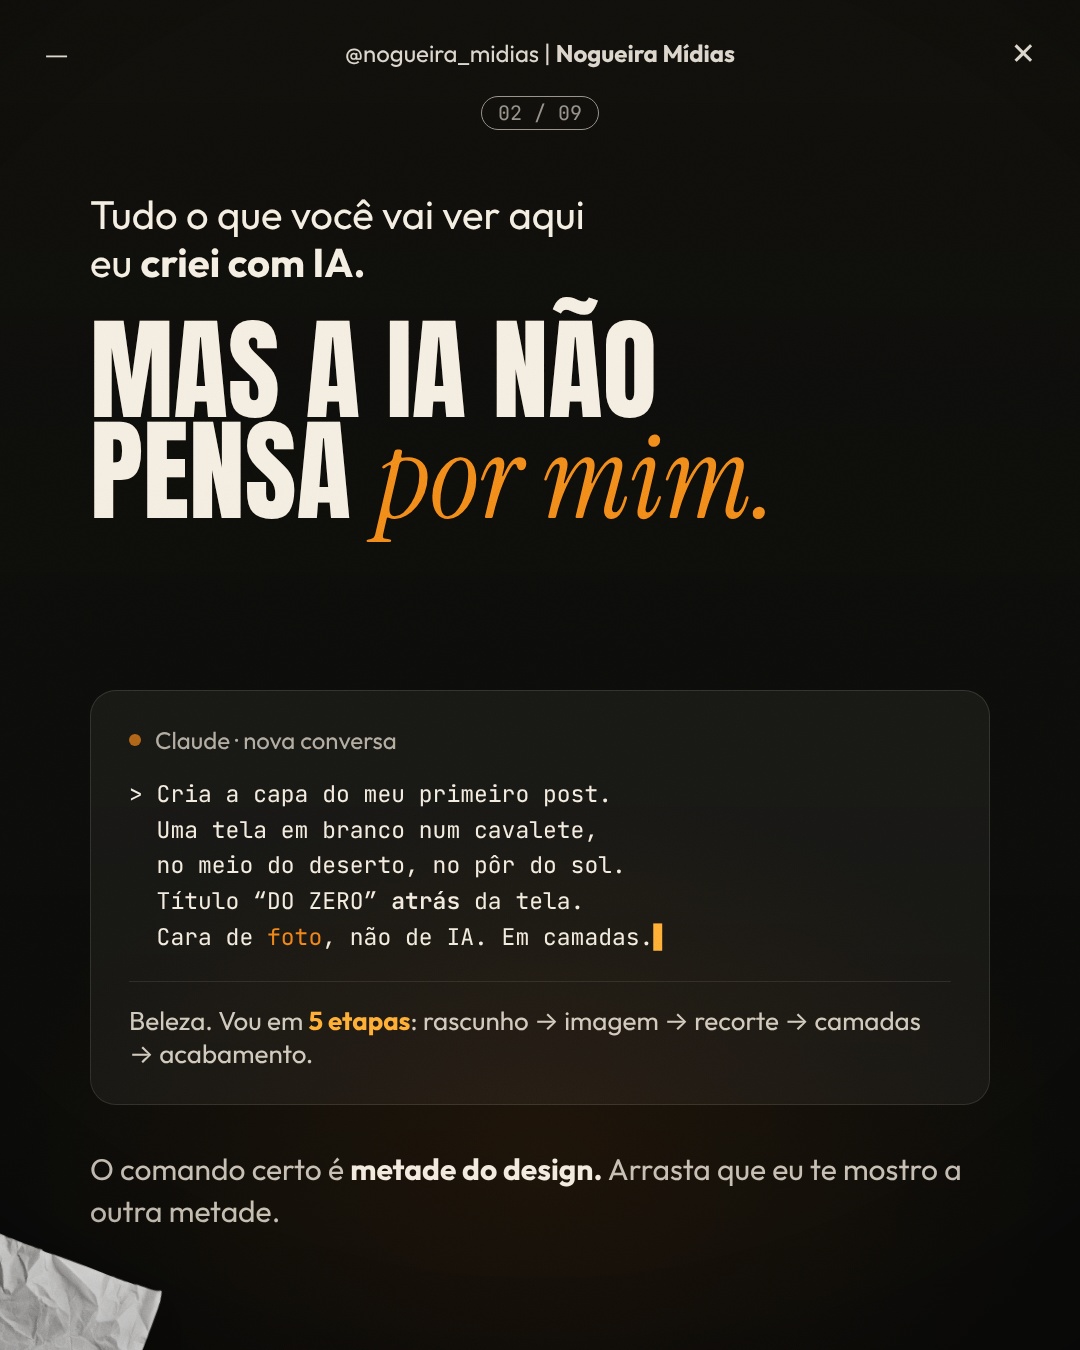 — @nogueira_midias | Nogueira Mídias ✕
02 / 09
Tudo o que você vai ver aqui
eu criei com IA.
MAS A IA NÃO
PENSA por mim.
Claude · nova conversa
> Cria a capa do meu primeiro post.
Uma tela em branco num cavalete,
no meio do deserto, no pôr do sol.
Título “DO ZERO” atrás da tela.
Cara de foto, não de IA. Em camadas.
Beleza. Vou em 5 etapas: rascunho → imagem → recorte → camadas
→ acabamento.
O comando certo é metade do design. Arrasta que eu te mostro a
outra metade.